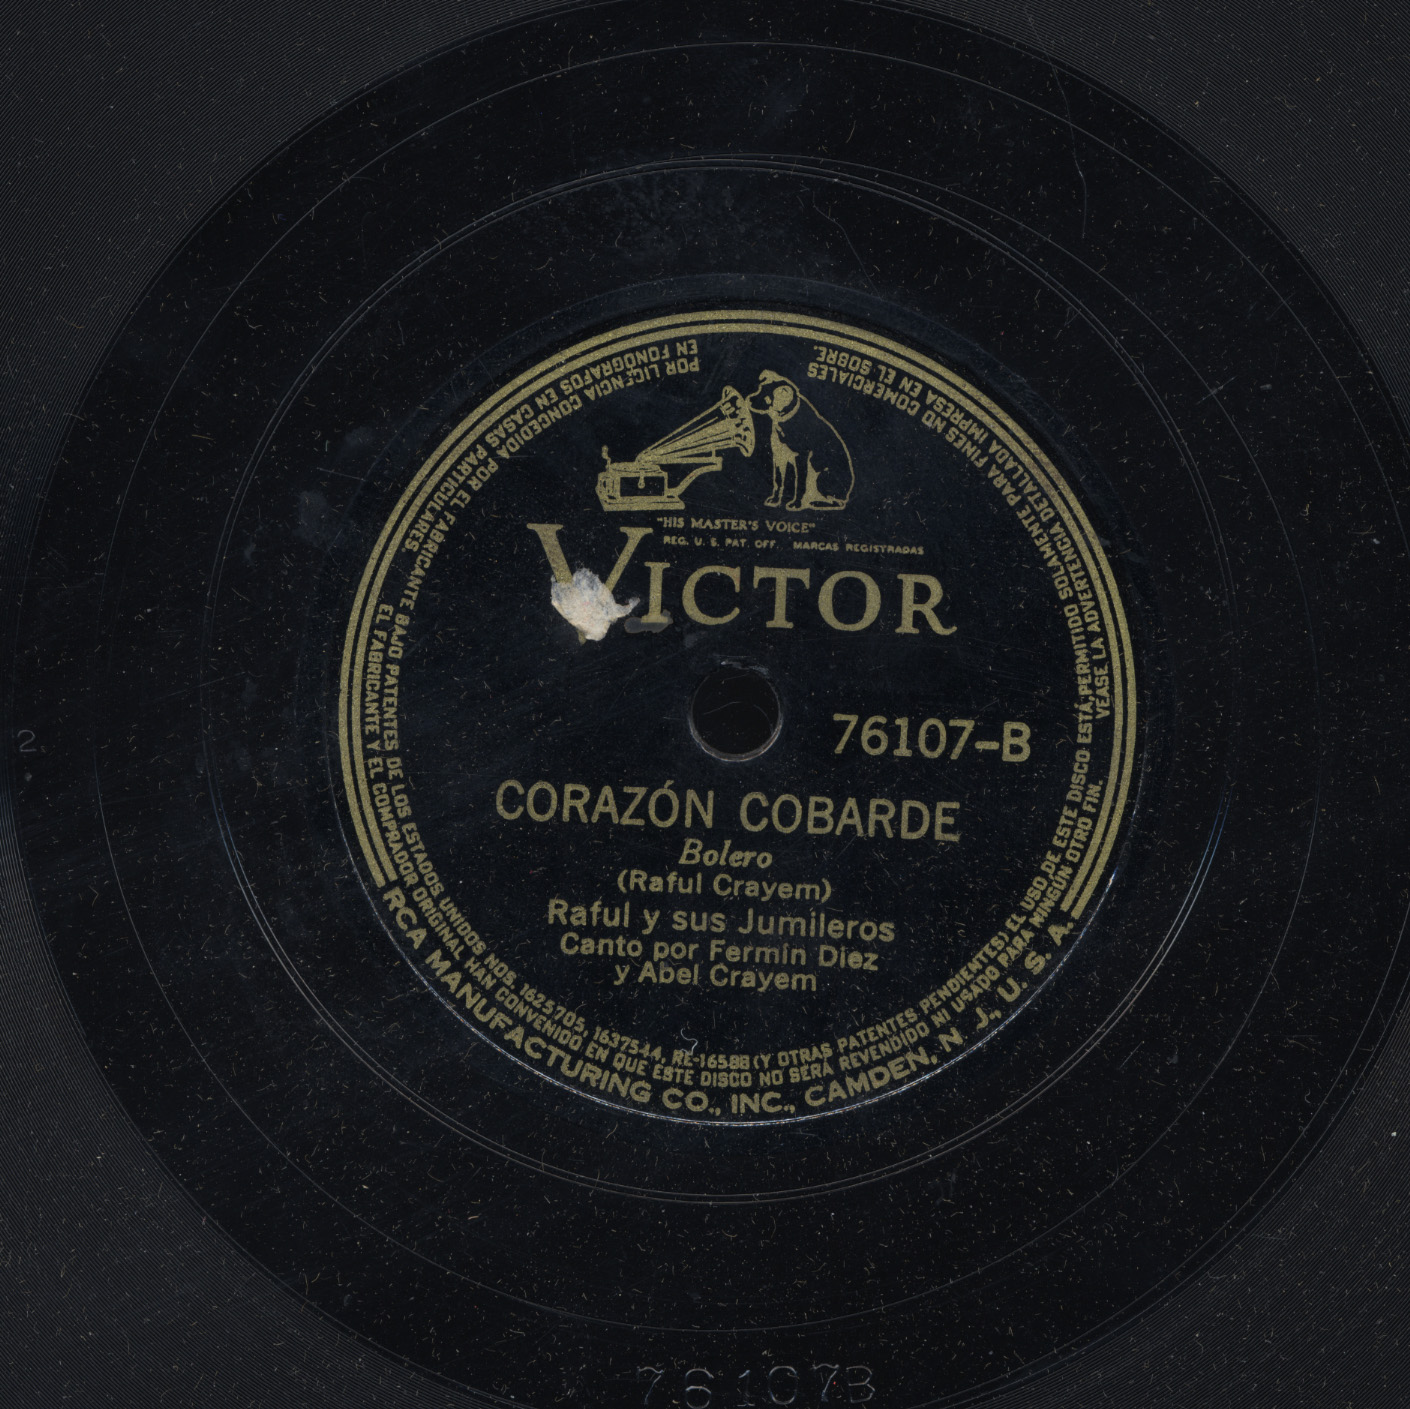 "HIS MASTER'S VOICE"
REG. U. S. PAT. OFF. MARCAS REGISTRADAS
VICTOR
76107-B
CORAZÓN COBARDE
Bolero
(Raful Crayem)
Raful y sus Jumileros
Canto por Fermín Diez
y Abel Crayem
POR LICENCIA CONCEDIDA POR EL FABRICANTE BAJO PATENTES DE LOS ESTADOS UNIDOS NOS. 1625705, 1637544, RE-16588 (Y OTRAS PATENTES PENDIENTES) EL USO DE ESTE DISCO ESTÁ PERMITIDO SOLAMENTE PARA FINES NO COMERCIALES
EN FONÓGRAFOS EN CASAS PARTICULARES.
EL FABRICANTE Y EL COMPRADOR ORIGINAL HAN CONVENIDO EN QUE ESTE DISCO NO SERÁ REVENDIDO NI USADO PARA NINGÚN OTRO FIN.
VEASE LA ADVERTENCIA DETALLADA IMPRESA EN EL SOBRE.
RCA MANUFACTURING CO., INC., CAMDEN, N. J., U. S. A.
2
76107B